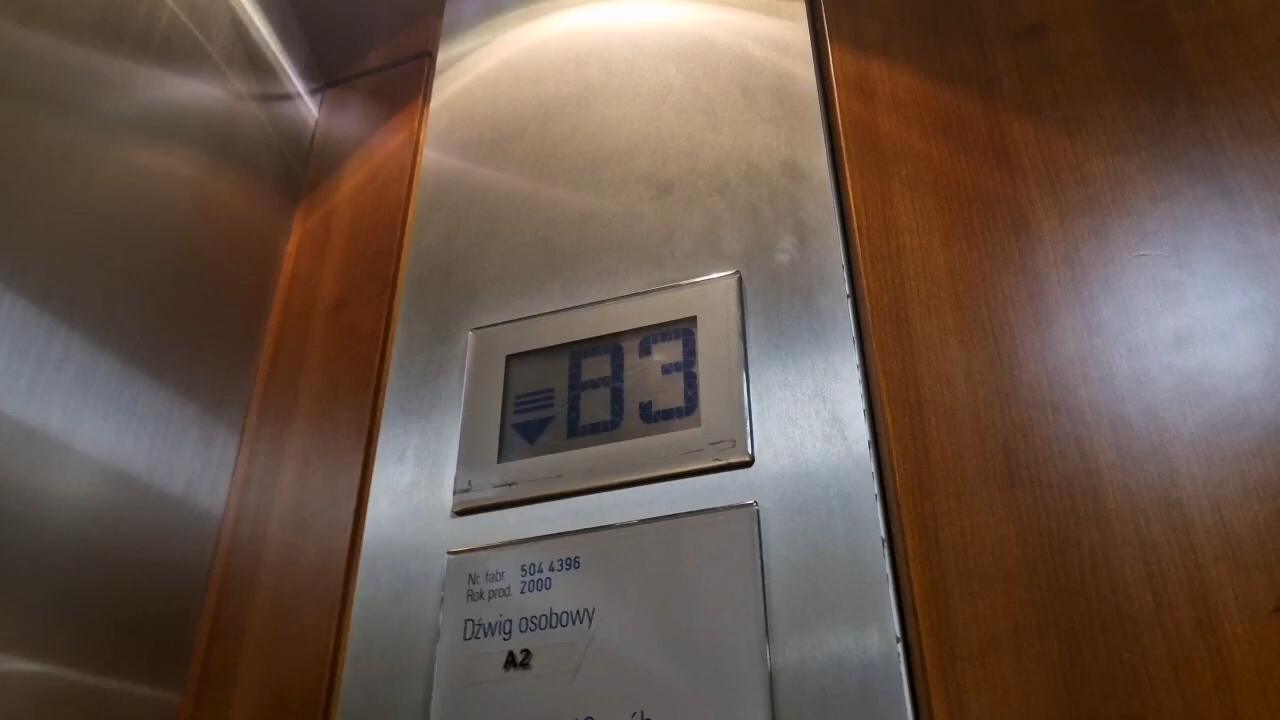 B3
Nr. fabr. 504 4396
Rok prod. 2000
Dźwig osobowy
A2